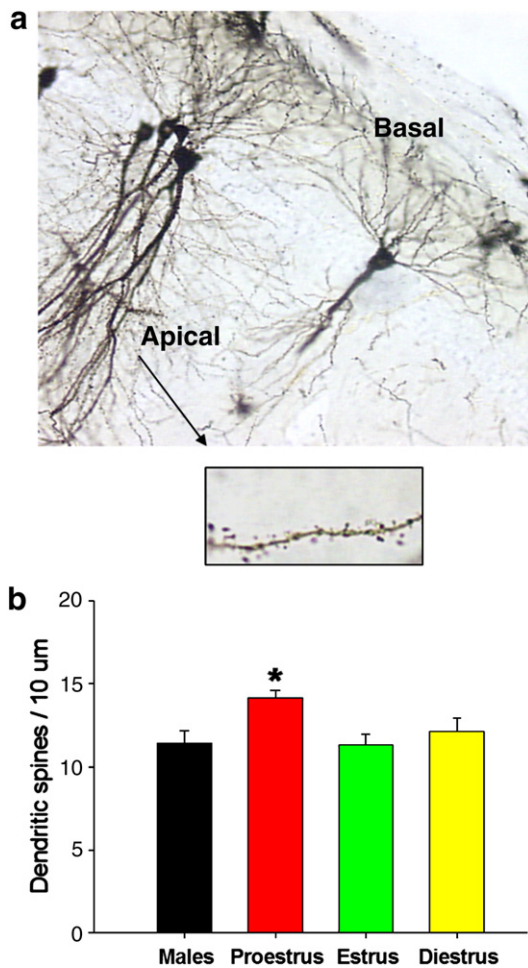 a
Basal
Apical
b
20
15
10
5
0
Dendritic spines / 10 um
*
Males Proestrus Estrus Diestrus